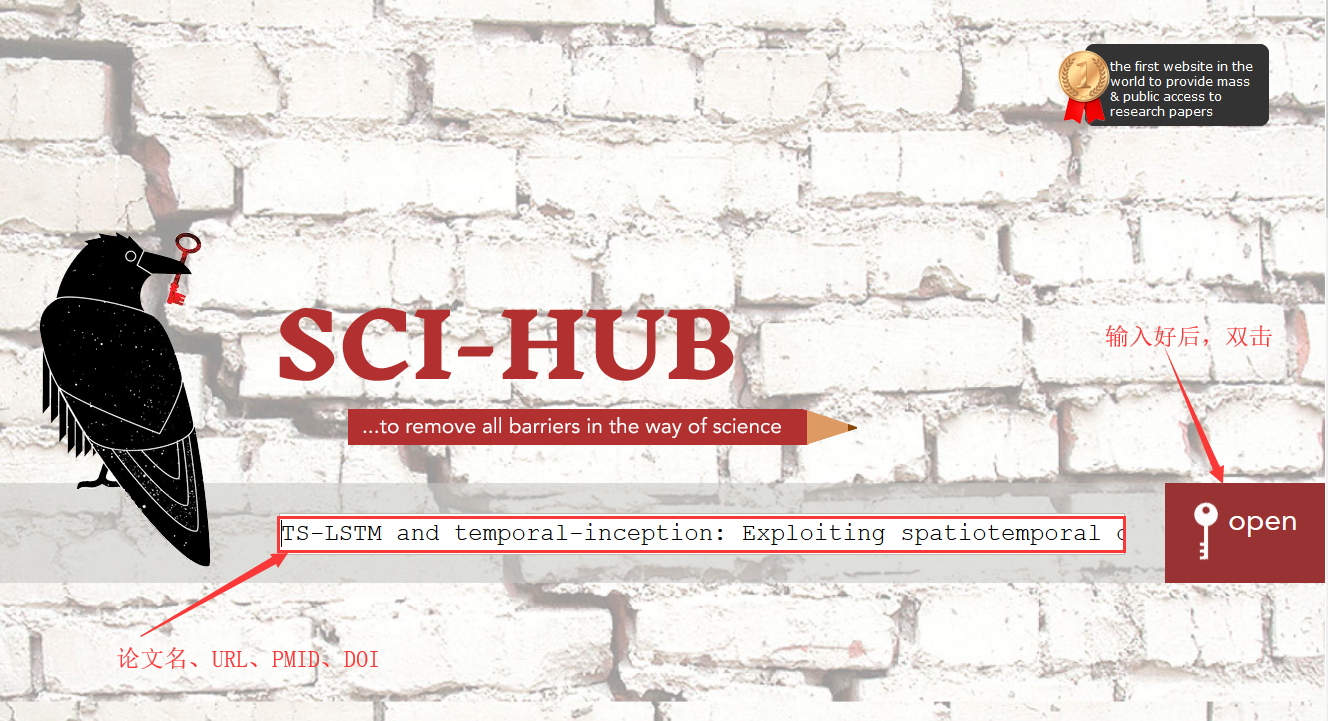 the first website in the
world to provide mass
& public access to
research papers
1
SCI-HUB
...to remove all barriers in the way of science
输入好后，双击
TS-LSTM and temporal-inception: Exploiting spatiotemporal
open
论文名、URL、PMID、DOI